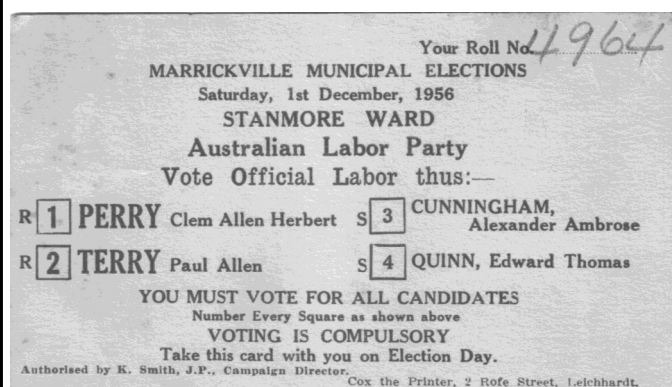 Your Roll No. 4964
MARRICKVILLE MUNICIPAL ELECTIONS
Saturday, 1st December, 1956
STANMORE WARD
Australian Labor Party
Vote Official Labor thus:—
R 1 PERRY Clem Allen Herbert S 3 CUNNINGHAM,
Alexander Ambrose
R 2 TERRY Paul Allen S 4 QUINN, Edward Thomas
YOU MUST VOTE FOR ALL CANDIDATES
Number Every Square as shown above
VOTING IS COMPULSORY
Take this card with you on Election Day.
Authorised by K. Smith, J.P., Campaign Director.
Cox the Printer, 2 Rofe Street, Leichhardt.